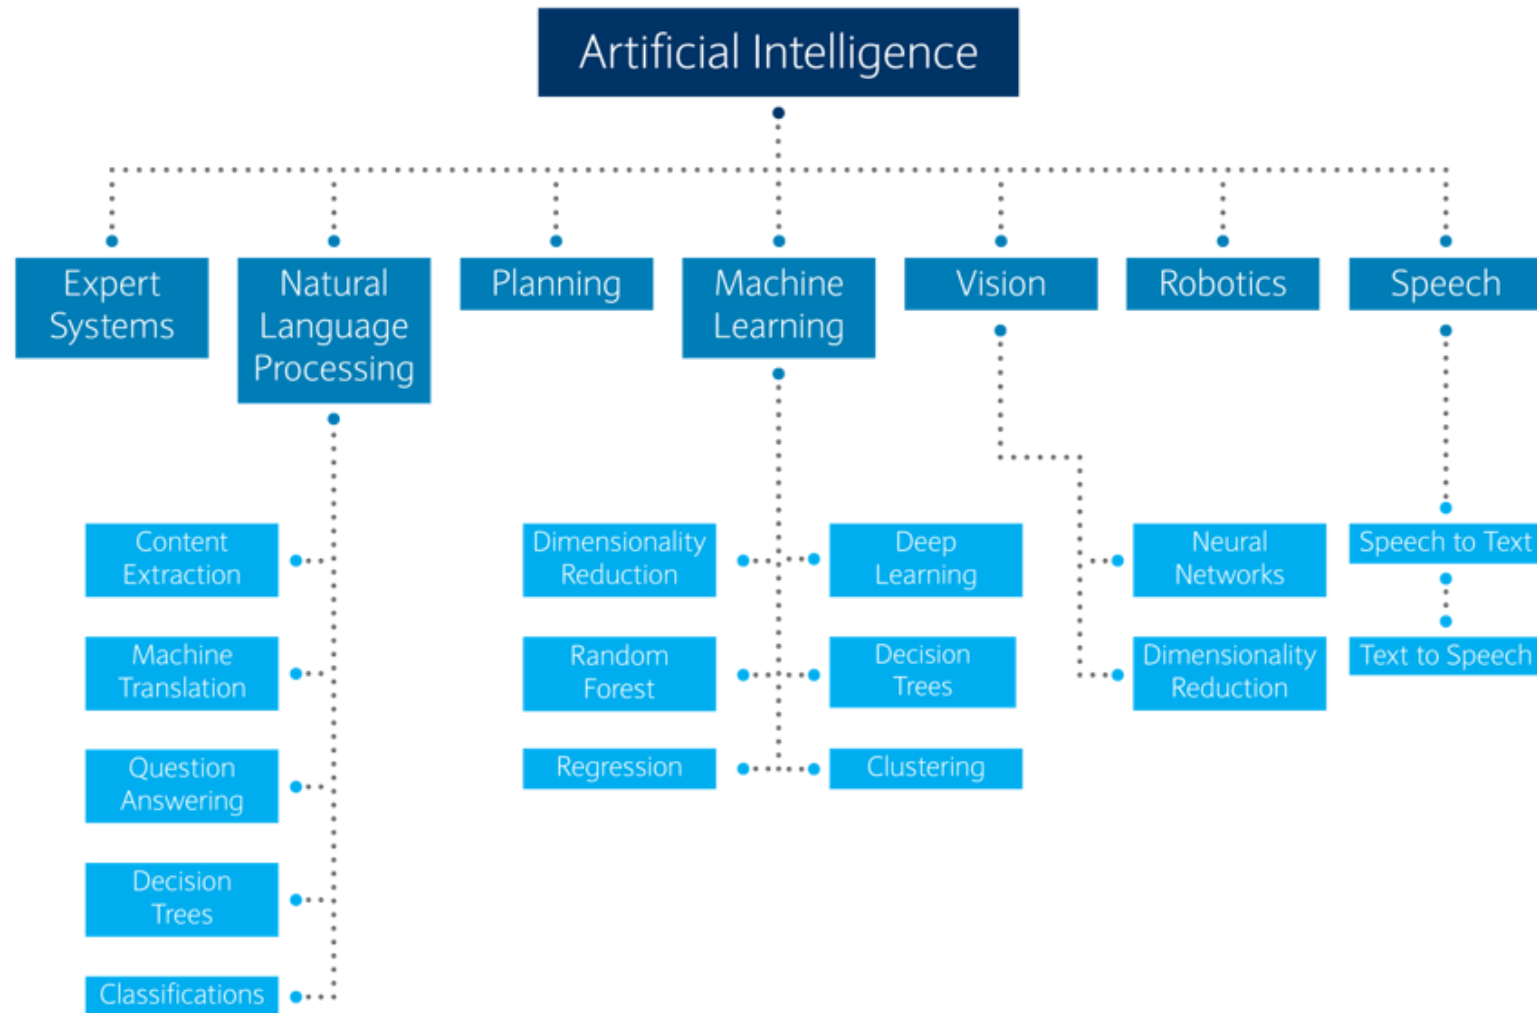 Artificial Intelligence
Expert
Systems
Natural
Language
Processing
Planning
Machine
Learning
Vision
Robotics
Speech
Content
Extraction
Machine
Translation
Question
Answering
Decision
Trees
Classifications
Dimensionality
Reduction
Random
Forest
Regression
Deep
Learning
Decision
Trees
Clustering
Neural
Networks
Dimensionality
Reduction
Speech to Text
Text to Speech